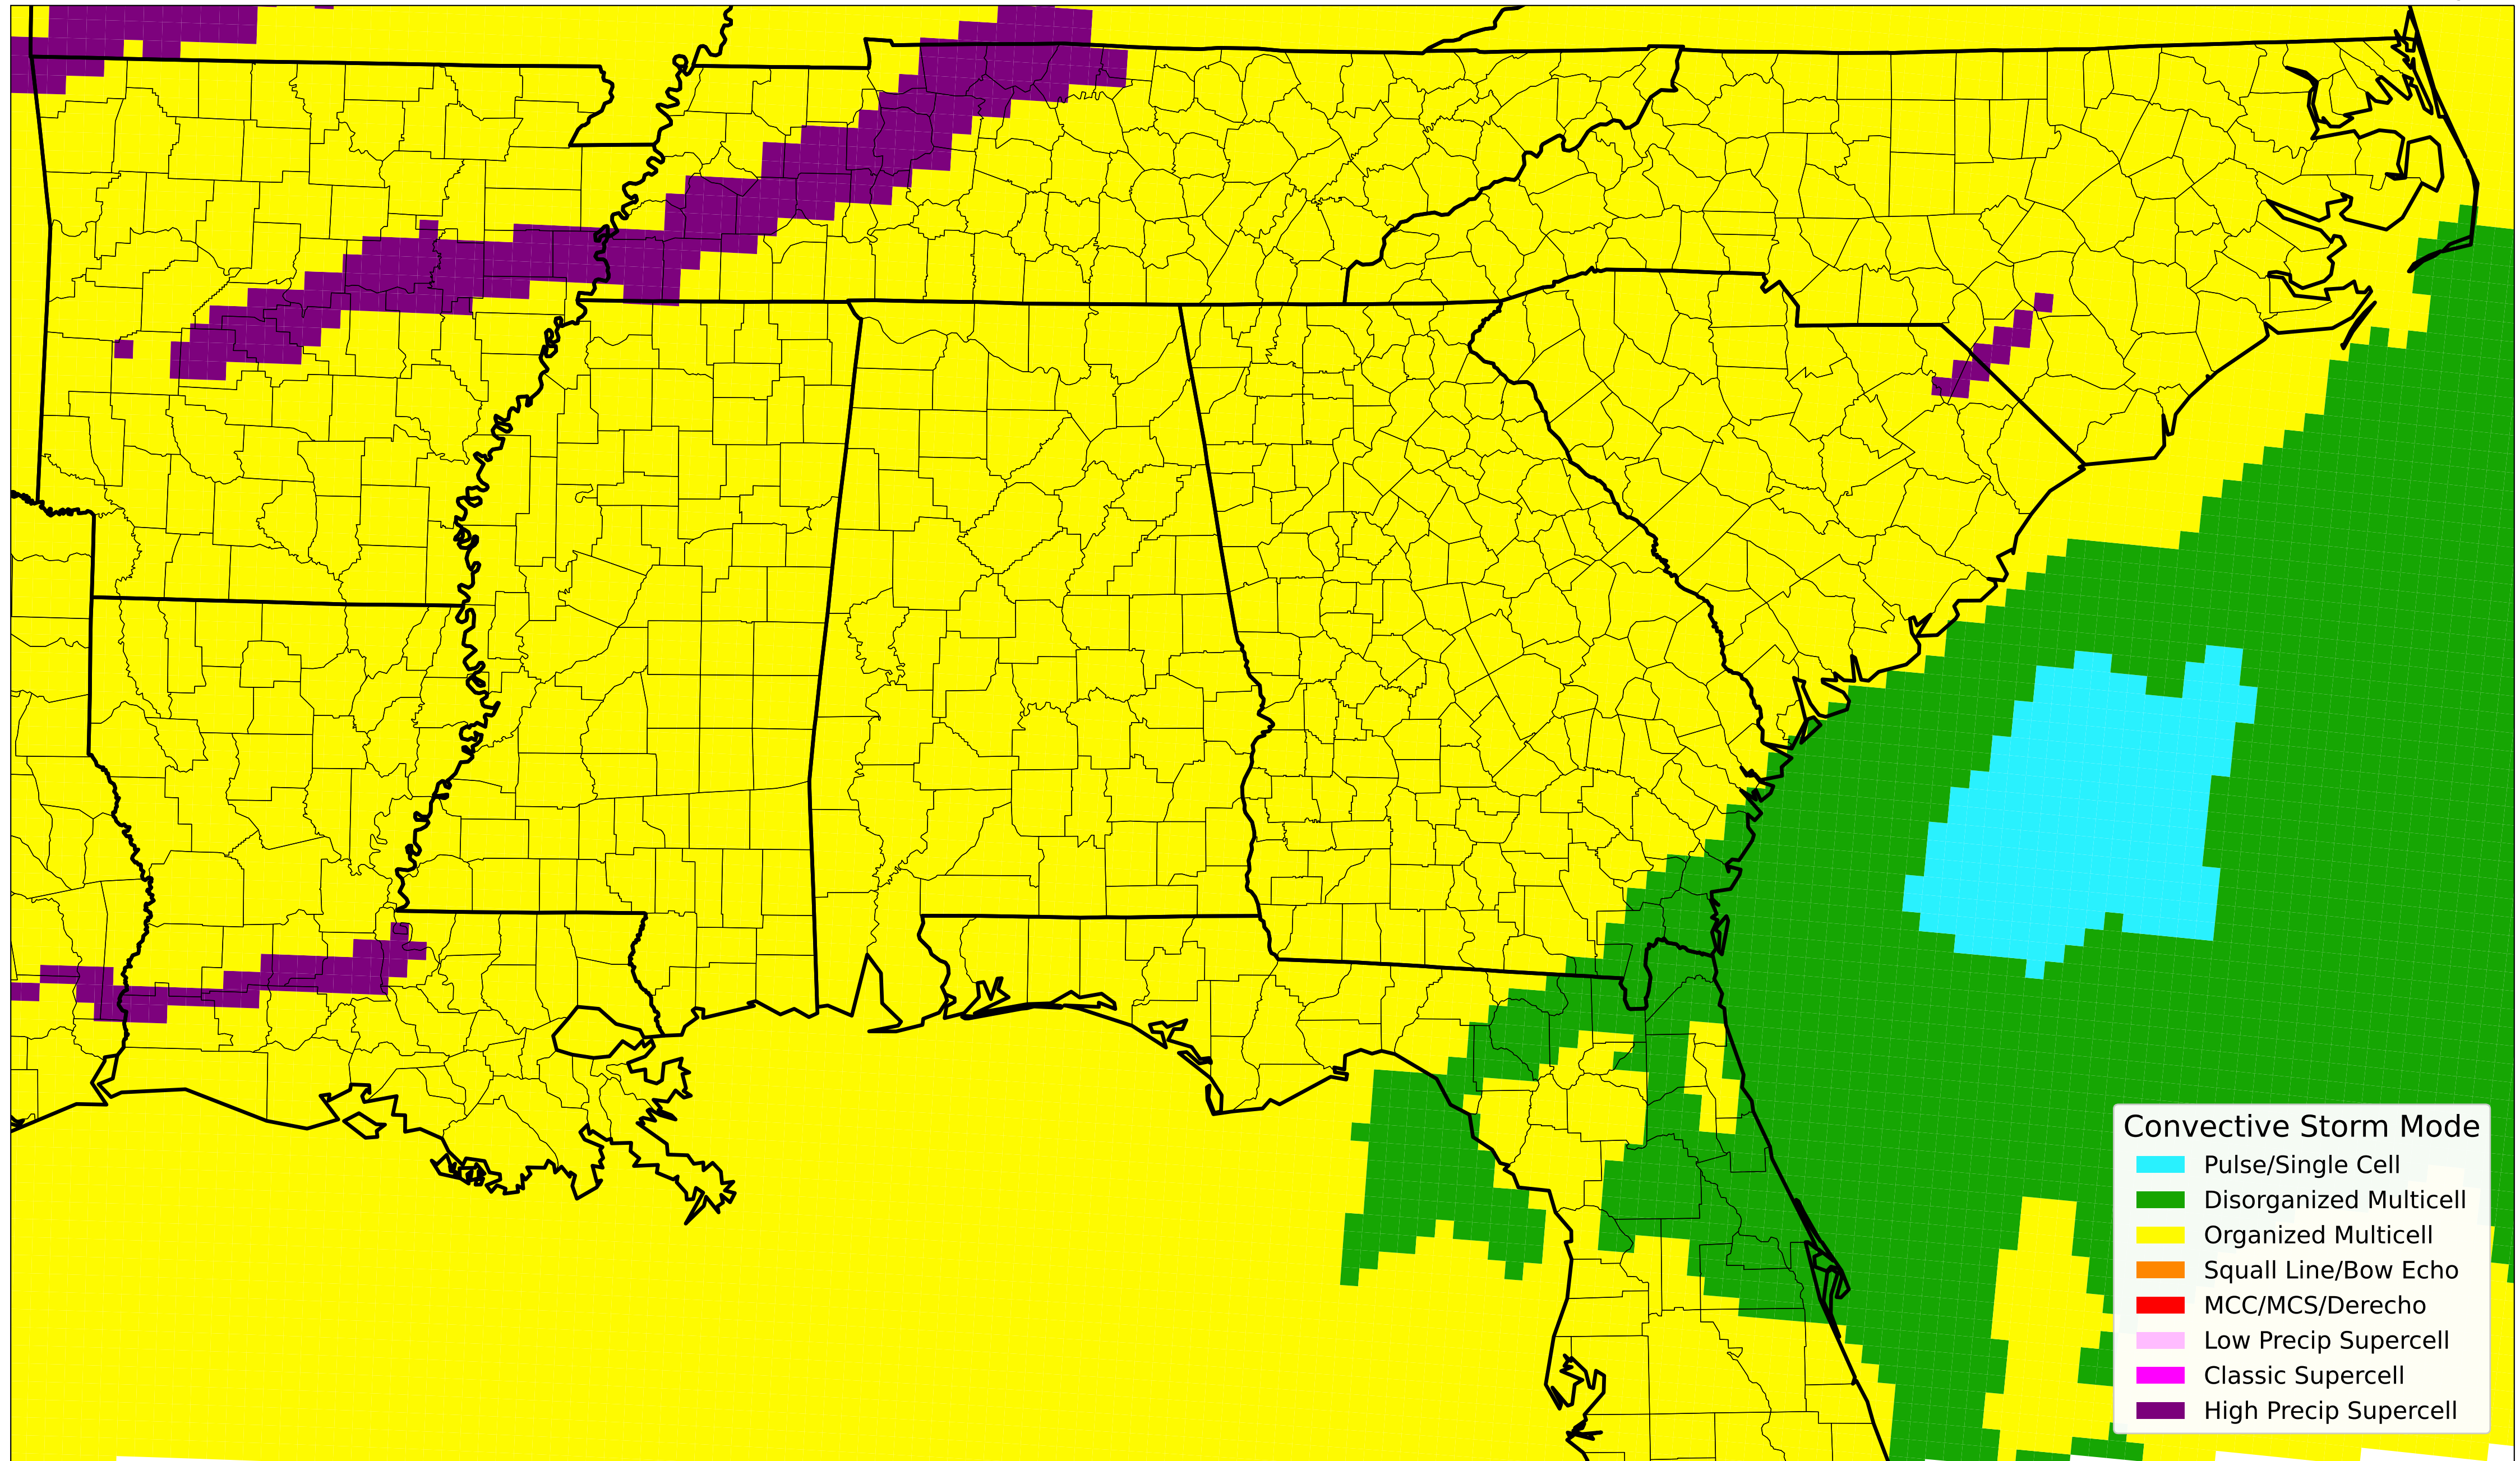 Convective Storm Mode
Pulse/Single Cell
Disorganized Multicell
Organized Multicell
Squall Line/Bow Echo
MCC/MCS/Derecho
Low Precip Supercell
Classic Supercell
High Precip Supercell